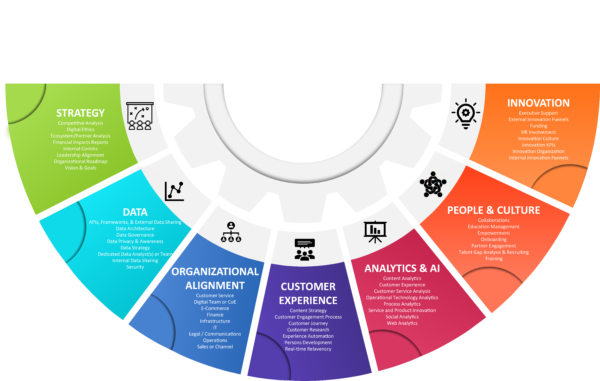 STRATEGY
Competitive Analysis
Digital Ethics
Ecosystem/Partner Analysis
Financial Impacts Reports
Internal Comms
Leadership Alignment
Organizational Roadmap
Vision & Goals
DATA
APIs, Frameworks, & External Data Sharing
Data Architecture
Data Governance
Data Privacy & Awareness
Data Strategy
Dedicated Data Analyst(s) or Team
Internal Data Sharing
Security
ORGANIZATIONAL
ALIGNMENT
Customer Service
Digital Team or CoE
E-Commerce
Finance
Infrastructure
IT
Legal / Communications
Operations
Sales or Channel
CUSTOMER
EXPERIENCE
Content Strategy
Customer Engagement Process
Customer Journey
Customer Research
Experience Automation
Persona Development
Real-time Relevancy
ANALYTICS & AI
Content Analytics
Customer Experience
Customer Service Analysis
Operational Technology Analytics
Process Analytics
Service and Product Innovation
Social Analytics
Web Analytics
PEOPLE & CULTURE
Collaborations
Education Management
Empowerment
Onboarding
Partner Engagement
Talent Gap Analysis & Recruiting
Training
INNOVATION
Executive Support
External Innovation Funnels
Funding
HR Involvement
Innovation Culture
Innovation KPIs
Innovation Organization
Internal Innovation Funnels